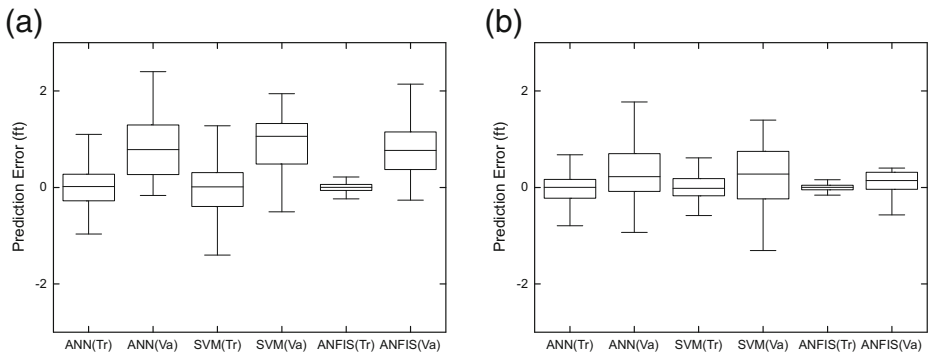 (a)
Prediction Error (ft)
2
0
-2
ANN(Tr) ANN(Va) SVM(Tr) SVM(Va) ANFIS(Tr) ANFIS(Va)
(b)
Prediction Error (ft)
2
0
-2
ANN(Tr) ANN(Va) SVM(Tr) SVM(Va) ANFIS(Tr) ANFIS(Va)